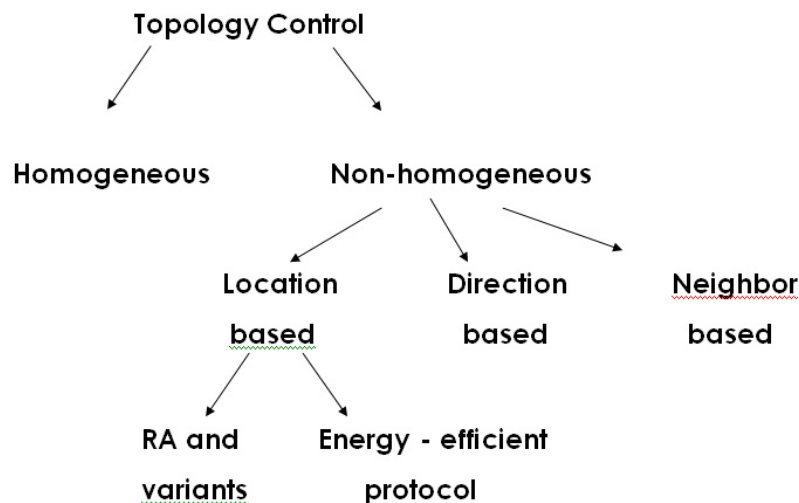 Topology Control
Homogeneous
Non-homogeneous
Location
based
Direction
based
Neighbor
based
RA and
variants
Energy - efficient
protocol